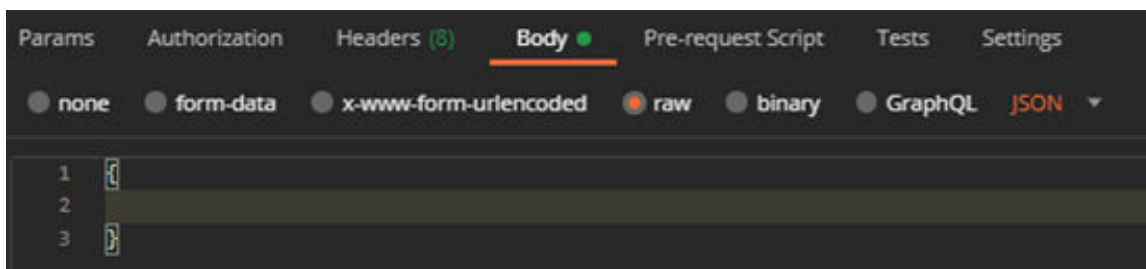 Params Authorization Headers (8) Body Pre-request Script Tests Settings
none form-data x-www-form-urlencoded raw binary GraphQL JSON
1 {
2
3 }